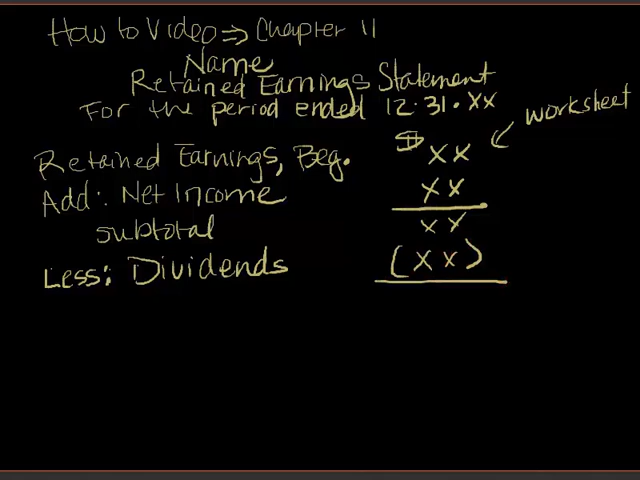 How to Video => Chapter 11
Name
Retained Earnings Statement
For the period ended 12.31.XX
worksheet
Retained Earnings, Beg. $ XX
Add: Net Income XX
subtotal XX
Less: Dividends (XX)